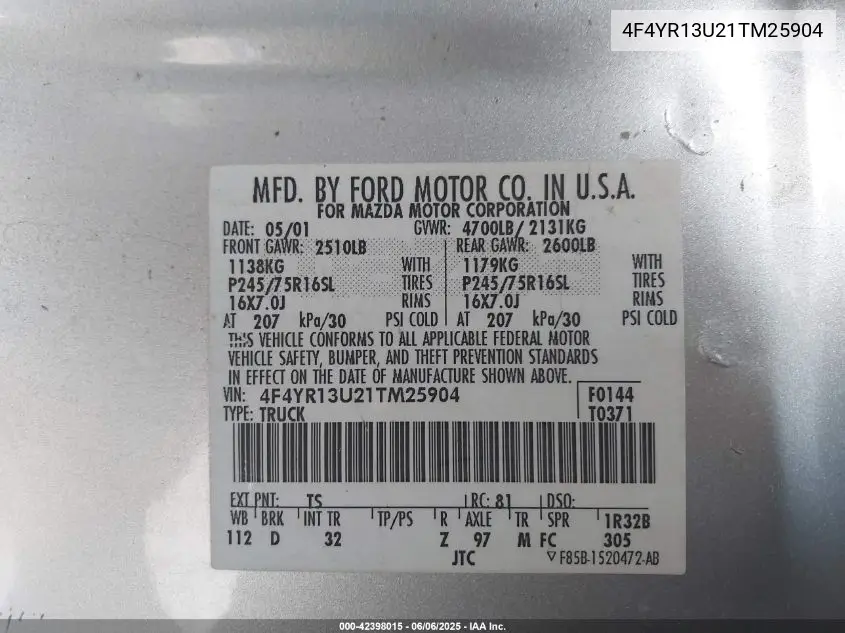 4F4YR13U21TM25904
MFD. BY FORD MOTOR CO. IN U.S.A.
FOR MAZDA MOTOR CORPORATION
DATE: 05/01 GVWR: 4700LB/ 2131KG
FRONT GAWR: 2510LB REAR GAWR: 2600LB
1138KG WITH 1179KG WITH
P245/75R16SL TIRES P245/75R16SL TIRES
16X7.0J RIMS 16X7.0J RIMS
AT 207 kPa/30 PSI COLD AT 207 kPa/30 PSI COLD
THIS VEHICLE CONFORMS TO ALL APPLICABLE FEDERAL MOTOR
VEHICLE SAFETY, BUMPER, AND THEFT PREVENTION STANDARDS
IN EFFECT ON THE DATE OF MANUFACTURE SHOWN ABOVE.
VIN: 4F4YR13U21TM25904 F0144
TYPE: TRUCK T0371
EXT PNT: TS RC: 81 DSO:
WB BRK INT TR TP/PS R AXLE TR SPR 1R32B
112 D 32 Z 97 M FC 305
JTC F85B-1520472-AB
000-42398015 - 06/06/2025 - IAA Inc.